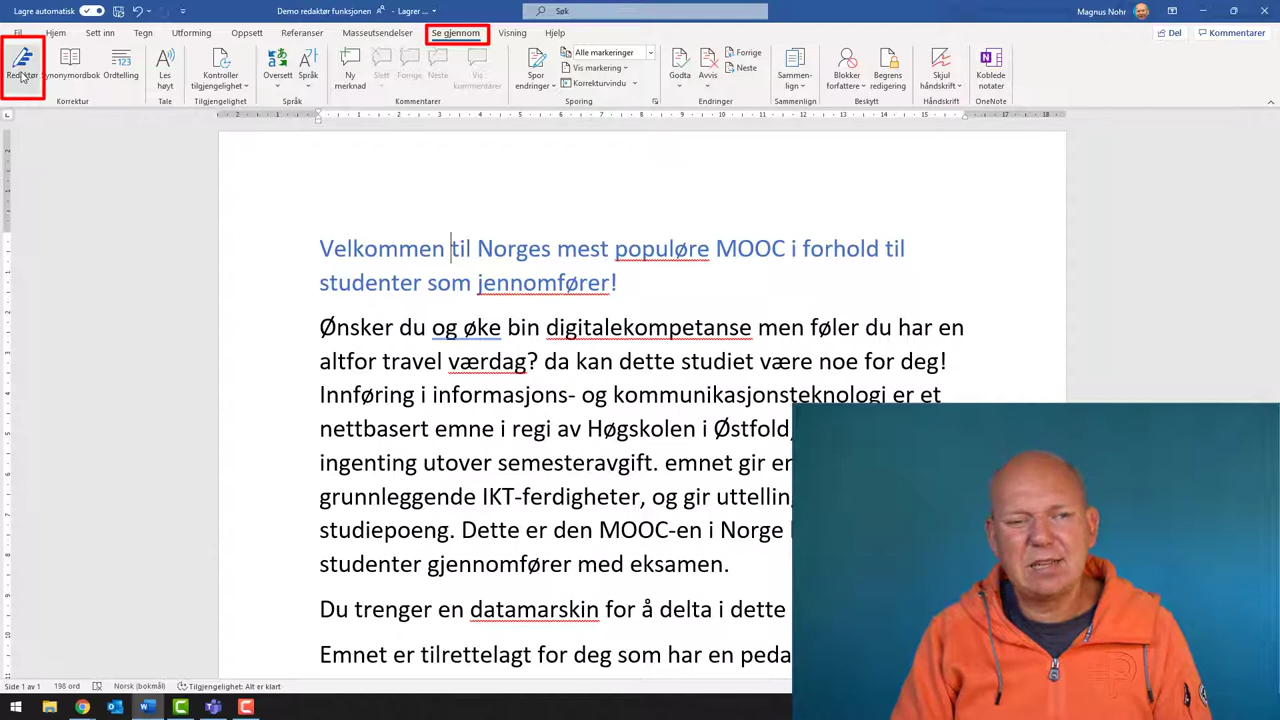 Lagre automatisk
Demo redaktør funksjonen
Lagrer ...
Søk
Magnus Nohr
Fil Hjem Sett inn Tegn Utforming Oppsett Referanser Masseutsendelser Se gjennom Visning Hjelp
Del
Kommentarer
Redaktør
Synonymordbok
Ordtelling
Les høyt
Kontroller tilgjengelighet
Oversett
Språk
Ny merknad
Slett
Forrige
Neste
Vis kommentarer
Spor endringer
Alle markeringer
Vis markering
Korrekturvindu
Godta
Avvis
Forrige
Neste
Sammenlign
Blokker forfattere
Begrens redigering
Skjul håndskrift
Koblede notater
Korrektur
Tale
Tilgjengelighet
Språk
Kommentarer
Sporing
Endringer
Sammenlign
Beskytt
Håndskrift
OneNote
Velkommen til Norges mest populøre MOOC i forhold til
studenter som jennomfører!
Ønsker du og øke bin digitalekompetanse men føler du har en
altfor travel værdag? da kan dette studiet være noe for deg!
Innføring i informasjons- og kommunikasjonsteknologi er et
nettbasert emne i regi av Høgskolen i Østfold,
ingenting utover semesteravgift. emnet gir
grunnleggende IKT-ferdigheter, og gir
studiepoeng. Dette er den MOOC-en i Norge
studenter gjennomfører med eksamen.
Du trenger en datamarskin for å delta i dette
Emnet er tilrettelagt for deg som har en
Side 1 av 1
198 ord
Norsk (bokmål)
Tilgjengelighet: Alt er klart